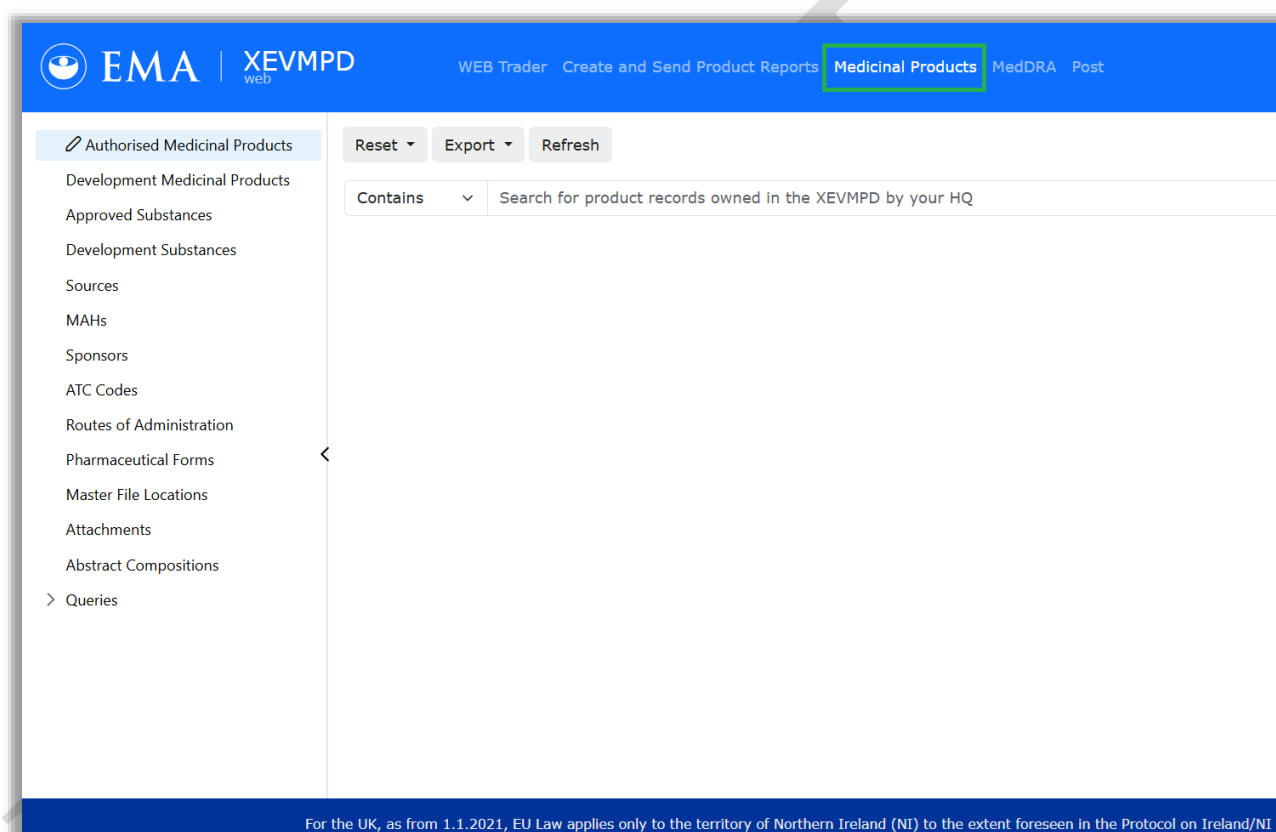 EMA | XEVMPD
web
WEB Trader Create and Send Product Reports Medicinal Products MedDRA Post
Authorised Medicinal Products
Development Medicinal Products
Approved Substances
Development Substances
Sources
MAHs
Sponsors
ATC Codes
Routes of Administration
Pharmaceutical Forms
Master File Locations
Attachments
Abstract Compositions
Queries
Reset Export Refresh
Contains Search for product records owned in the XEVMPD by your HQ
For the UK, as from 1.1.2021, EU Law applies only to the territory of Northern Ireland (NI) to the extent foreseen in the Protocol on Ireland/NI